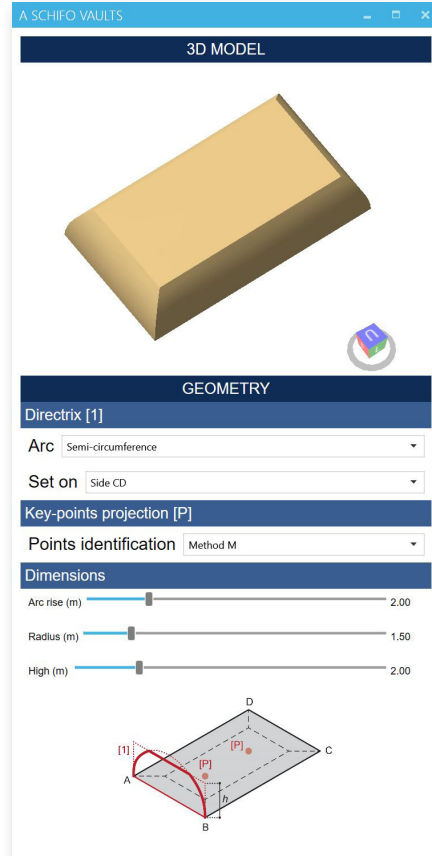 A SCHIFO VAULTS
3D MODEL
GEOMETRY
Directrix [1]
Arc Semi-circumference
Set on Side CD
Key-points projection [P]
Points identification Method M
Dimensions
Arc rise (m) 2.00
Radius (m) 1.50
High (m) 2.00
D
[1] [P] C
A [P]
h
B